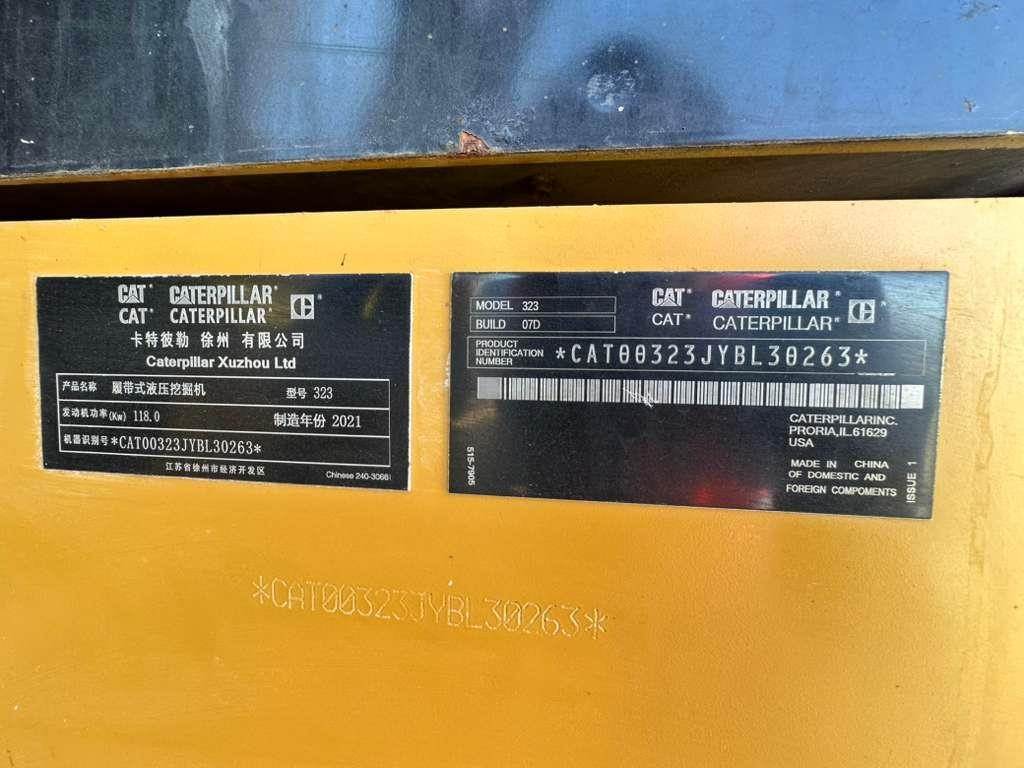 CAT® CATERPILLAR®
CAT® CATERPILLAR®
卡特彼勒 徐州 有限公司
Caterpillar Xuzhou Ltd
产品名称 履带式液压挖掘机 型号 323
发动机功率(Kw) 118.0 制造年份 2021
机器识别号 *CAT00323JYBL30263*
江苏省徐州市经济开发区
Chinese 240-3066
MODEL 323
BUILD 07D
CAT® CATERPILLAR®
CAT® CATERPILLAR®
PRODUCT
IDENTIFICATION
NUMBER
*CAT00323JYBL30263*
CATERPILLARINC.
PRORIA,IL.61629
USA
MADE IN CHINA
OF DOMESTIC AND
FOREIGN COMPOMENTS
515-7905
ISSUE 1
*CAT00323JYBL30263*